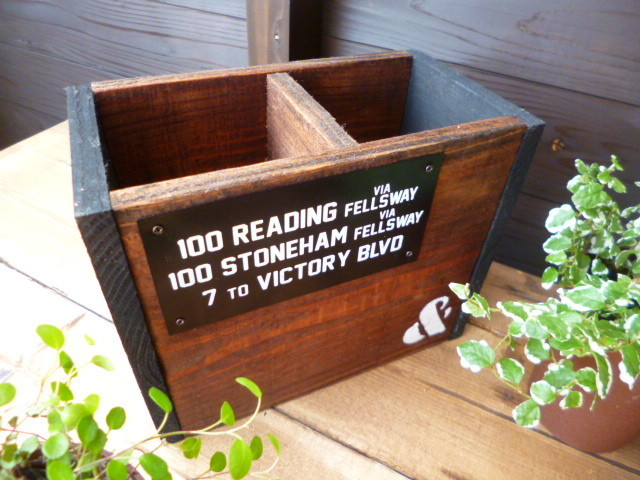 100 READING VIA FELLSWAY
100 STONEHAM VIA FELLSWAY
7 TO VICTORY BLVD